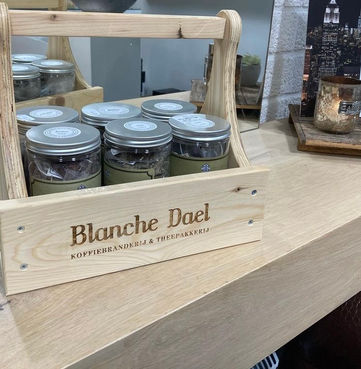 Blanche Dael
KOFFIEBRANDERIJ & THEEPAKKERIJ